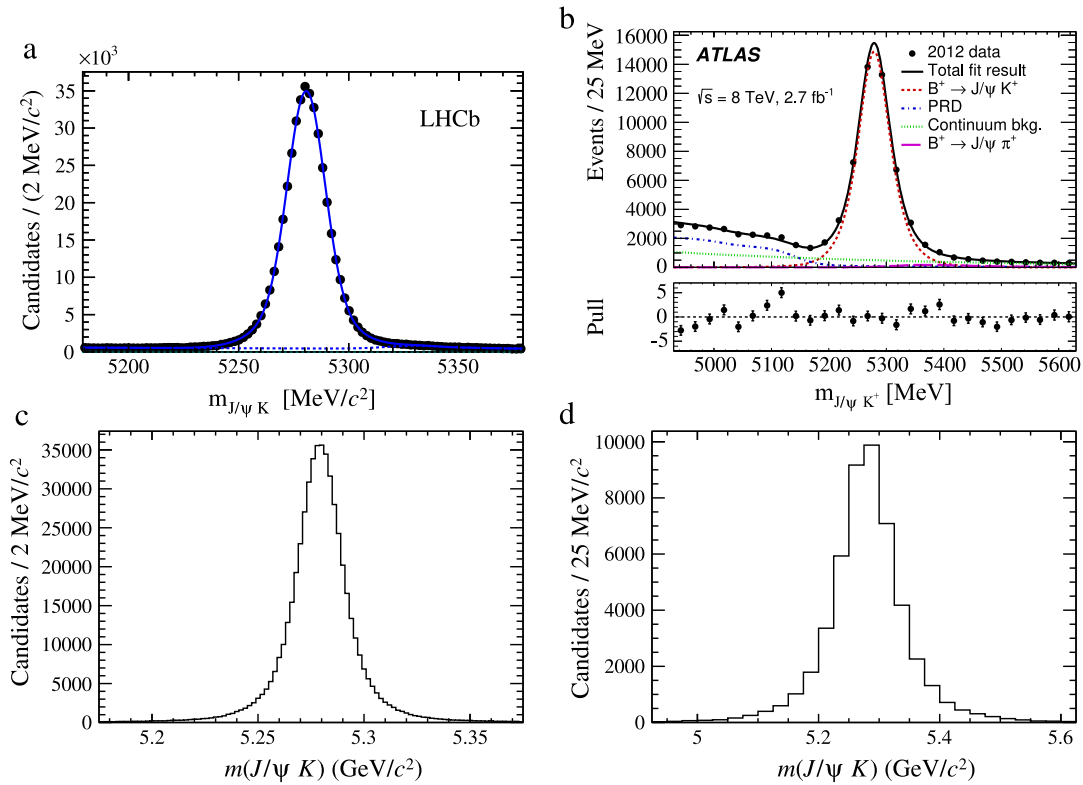 a
×10³
35
30
25
20
15
10
5
0
Candidates / (2 MeV/c²)
LHCb
5200
5250
5300
5350
m_{J/ψ K} [MeV/c²]
b
16000
14000
12000
10000
8000
6000
4000
2000
0
Events / 25 MeV
ATLAS
√s = 8 TeV, 2.7 fb⁻¹
2012 data
Total fit result
B⁺ → J/ψ K⁺
PRD
Continuum bkg.
B⁺ → J/ψ π⁺
Pull
5
0
-5
5000
5100
5200
5300
5400
5500
5600
m_{J/ψ K⁺} [MeV]
c
35000
30000
25000
20000
15000
10000
5000
0
Candidates / 2 MeV/c²
5.2
5.25
5.3
5.35
m(J/ψ K) (GeV/c²)
d
10000
8000
6000
4000
2000
0
Candidates / 25 MeV/c²
5
5.2
5.4
5.6
m(J/ψ K) (GeV/c²)